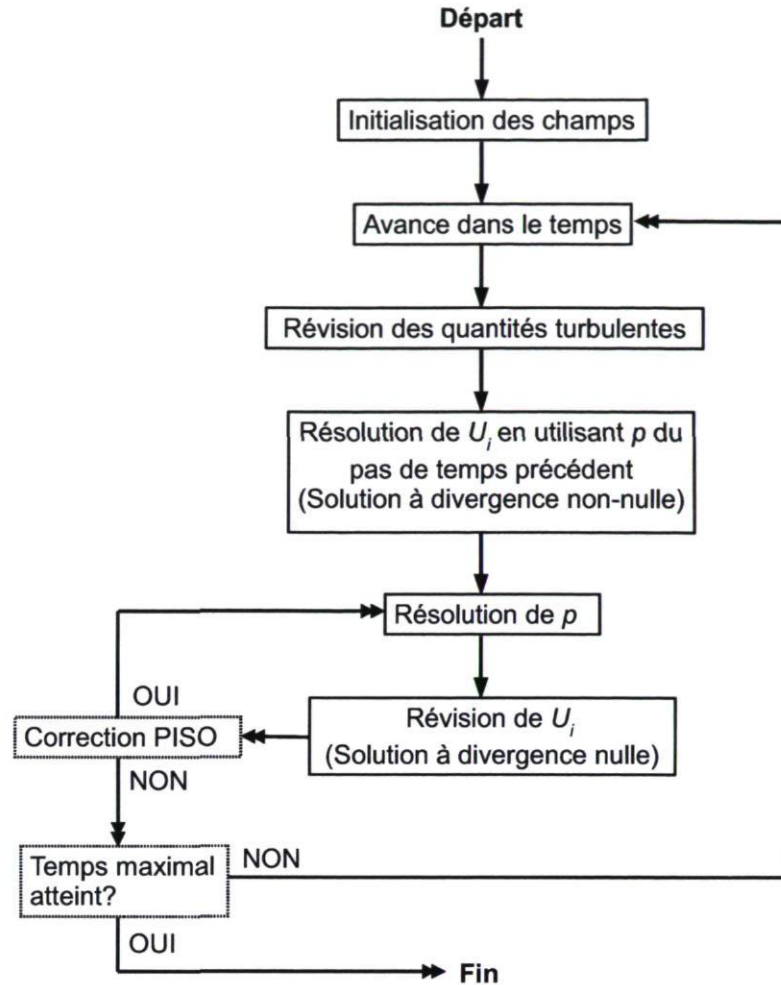 Départ
Initialisation des champs
Avance dans le temps
Révision des quantités turbulentes
Résolution de U_i en utilisant p du
pas de temps précédent
(Solution à divergence non-nulle)
Résolution de p
Révision de U_i
(Solution à divergence nulle)
OUI
Correction PISO
NON
Temps maximal
atteint?
NON
OUI
Fin